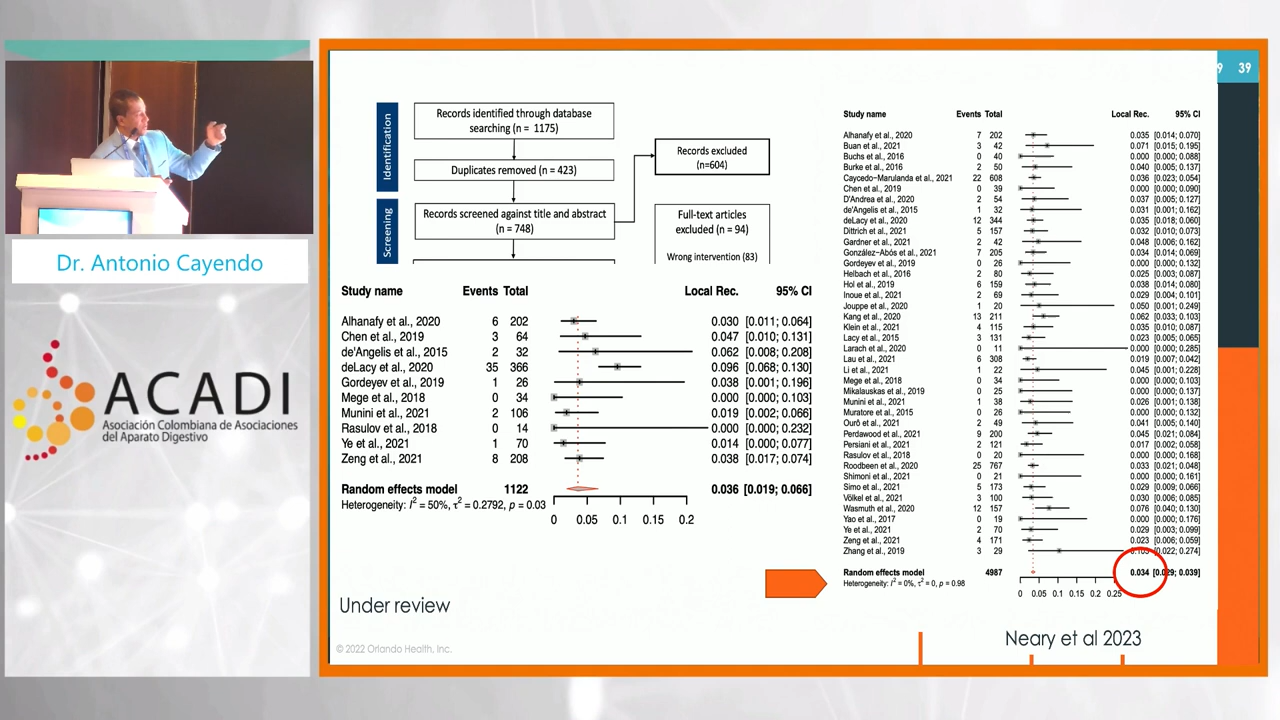 9 39
Identification
Records identified through database
searching (n = 1175)
Records excluded
(n=604)
Duplicates removed (n = 423)
Screening
Records screened against title and abstract
(n = 748)
Full-text articles
excluded (n = 94)
Wrong intervention (83)
Dr. Antonio Cayendo
ACADI
Asociación Colombiana de Asociaciones
del Aparato Digestivo
Study name Events Total Local Rec. 95% CI
Alhanafy et al., 2020 6 202 0.030 [0.011; 0.064]
Chen et al., 2019 3 64 0.047 [0.010; 0.131]
de'Angelis et al., 2015 2 32 0.062 [0.008; 0.208]
deLacy et al., 2020 35 366 0.096 [0.068; 0.130]
Gordeyev et al., 2019 1 26 0.038 [0.001; 0.196]
Mege et al., 2018 0 34 0.000 [0.000; 0.103]
Munini et al., 2021 2 106 0.019 [0.002; 0.066]
Rasulov et al., 2018 0 14 0.000 [0.000; 0.232]
Ye et al., 2021 1 70 0.014 [0.000; 0.077]
Zeng et al., 2021 8 208 0.038 [0.017; 0.074]
Random effects model 1122 0.036 [0.019; 0.066]
Heterogeneity: I² = 50%, τ² = 0.2792, p = 0.03
0 0.05 0.1 0.15 0.2
Under review
© 2022 Orlando Health, Inc.
Study name Events Total Local Rec. 95% CI
Alhanafy et al., 2020 7 202 0.035 [0.014; 0.070]
Buan et al., 2021 3 42 0.071 [0.015; 0.195]
Buchs et al., 2016 0 40 0.000 [0.000; 0.088]
Burke et al., 2016 2 50 0.040 [0.005; 0.137]
Caycedo-Marulanda et al., 2021 22 608 0.036 [0.023; 0.054]
Chen et al., 2019 0 39 0.000 [0.000; 0.090]
D'Andrea et al., 2020 2 54 0.037 [0.005; 0.127]
de'Angelis et al., 2015 1 32 0.031 [0.001; 0.162]
deLacy et al., 2020 12 344 0.035 [0.018; 0.060]
Dittrich et al., 2021 5 157 0.032 [0.010; 0.073]
Gardner et al., 2021 2 42 0.048 [0.006; 0.162]
González-Abós et al., 2021 7 205 0.034 [0.014; 0.069]
Gordeyev et al., 2019 0 26 0.000 [0.000; 0.132]
Helbach et al., 2016 2 80 0.025 [0.003; 0.087]
Hol et al., 2019 6 159 0.038 [0.014; 0.080]
Inoue et al., 2021 2 69 0.029 [0.004; 0.101]
Jouppe et al., 2020 1 20 0.050 [0.001; 0.249]
Kang et al., 2020 13 211 0.062 [0.033; 0.103]
Klein et al., 2021 4 115 0.035 [0.010; 0.087]
Lacy et al., 2015 3 131 0.023 [0.005; 0.065]
Larach et al., 2020 0 11 0.000 [0.000; 0.285]
Lau et al., 2021 6 308 0.019 [0.007; 0.042]
Li et al., 2021 1 22 0.045 [0.001; 0.228]
Mege et al., 2018 0 34 0.000 [0.000; 0.103]
Mikalauskas et al., 2019 0 25 0.000 [0.000; 0.137]
Munini et al., 2021 1 38 0.026 [0.001; 0.138]
Muratore et al., 2015 0 26 0.000 [0.000; 0.132]
Ourô et al., 2021 2 49 0.041 [0.005; 0.140]
Perdawood et al., 2021 9 200 0.045 [0.021; 0.084]
Persiani et al., 2021 2 121 0.017 [0.002; 0.058]
Rasulov et al., 2018 0 20 0.000 [0.000; 0.168]
Roodbeen et al., 2020 25 767 0.033 [0.021; 0.048]
Shimoni et al., 2021 0 21 0.000 [0.000; 0.161]
Simo et al., 2021 5 173 0.029 [0.009; 0.066]
Völkel et al., 2021 3 100 0.030 [0.006; 0.085]
Wasmuth et al., 2020 12 157 0.076 [0.040; 0.130]
Yao et al., 2017 0 19 0.000 [0.000; 0.176]
Ye et al., 2021 2 70 0.029 [0.003; 0.099]
Zeng et al., 2021 4 171 0.023 [0.006; 0.059]
Zhang et al., 2019 3 29 0.103 [0.022; 0.274]
Random effects model 4987 0.034 [0.029; 0.039]
Heterogeneity: I² = 0%, τ² = 0, p = 0.98
0 0.05 0.1 0.15 0.2 0.25
Neary et al 2023